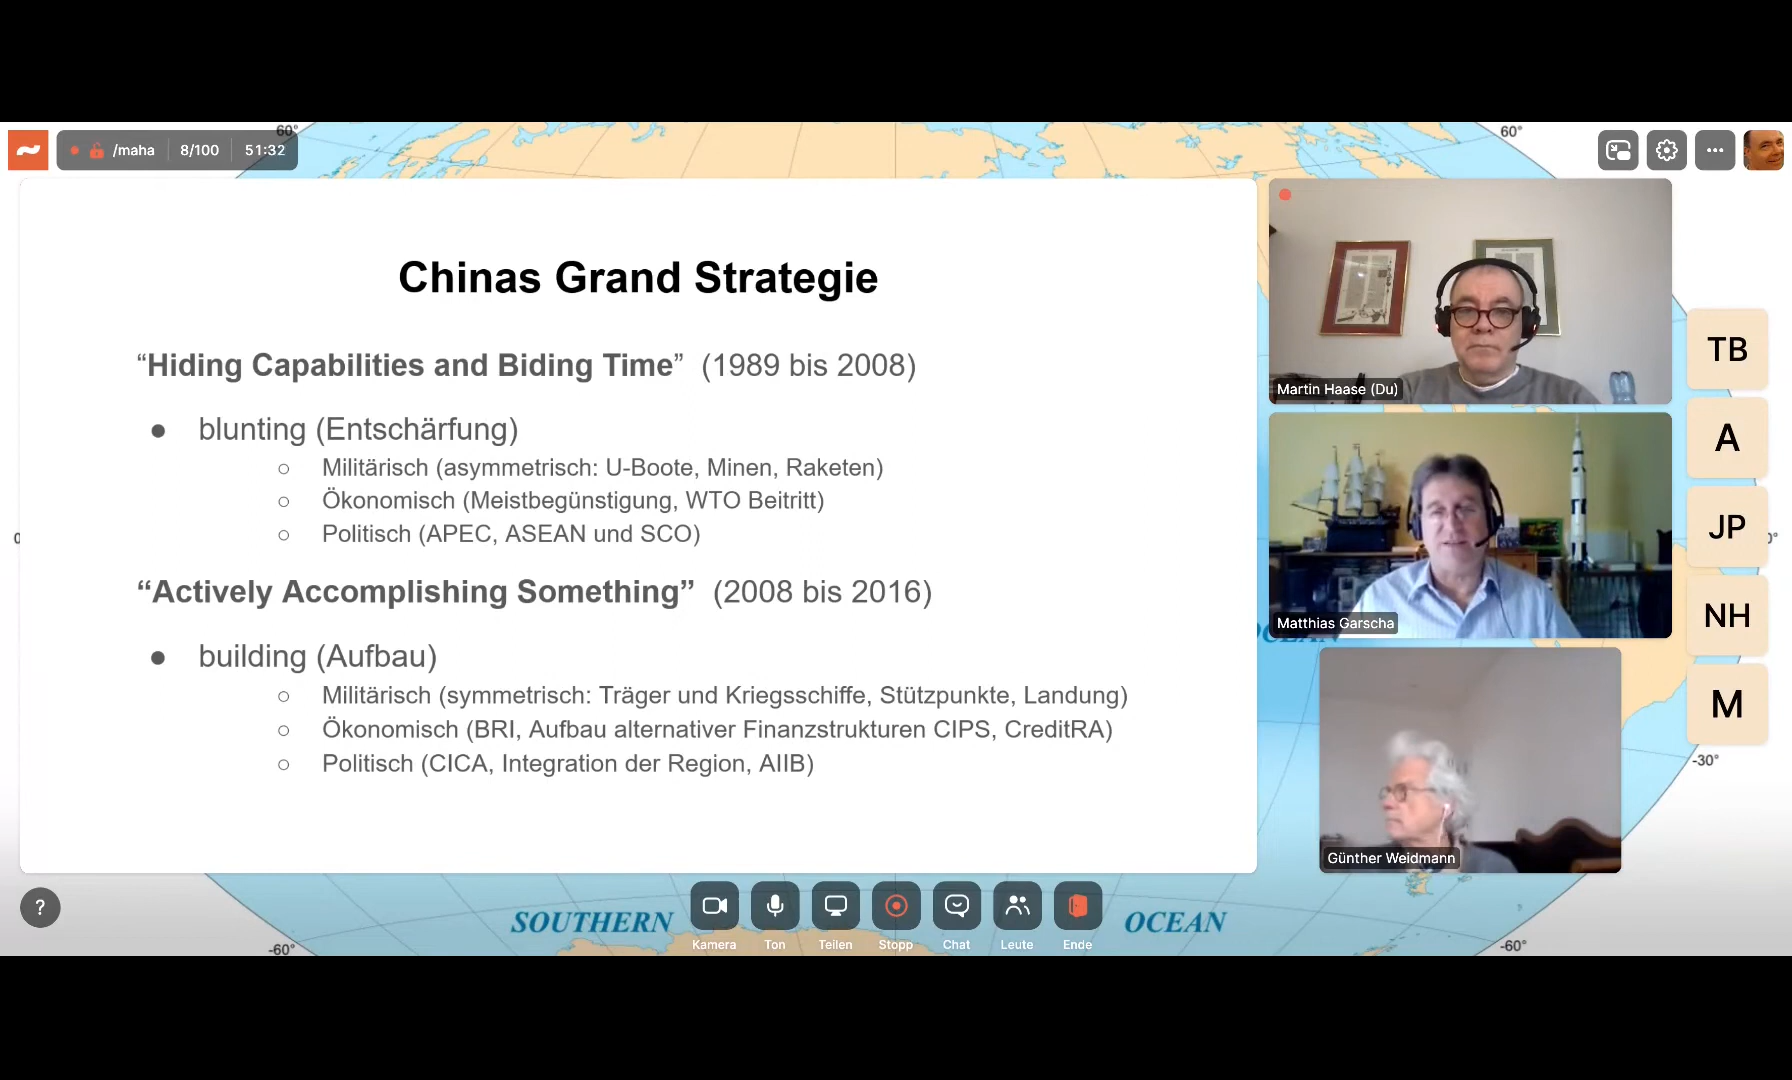 /maha
8/100
51:32
60°
60°
Chinas Grand Strategie
“Hiding Capabilities and Biding Time” (1989 bis 2008)
● blunting (Entschärfung)
○ Militärisch (asymmetrisch: U-Boote, Minen, Raketen)
○ Ökonomisch (Meistbegünstigung, WTO Beitritt)
○ Politisch (APEC, ASEAN und SCO)
“Actively Accomplishing Something” (2008 bis 2016)
● building (Aufbau)
○ Militärisch (symmetrisch: Träger und Kriegsschiffe, Stützpunkte, Landung)
○ Ökonomisch (BRI, Aufbau alternativer Finanzstrukturen CIPS, CreditRA)
○ Politisch (CICA, Integration der Region, AIIB)
Martin Haase (Du)
Matthias Garscha
Günther Weidmann
TB
A
JP
NH
M
-30°
?
SOUTHERN
OCEAN
Kamera
Ton
Teilen
Stopp
Chat
Leute
Ende
-60°
-60°